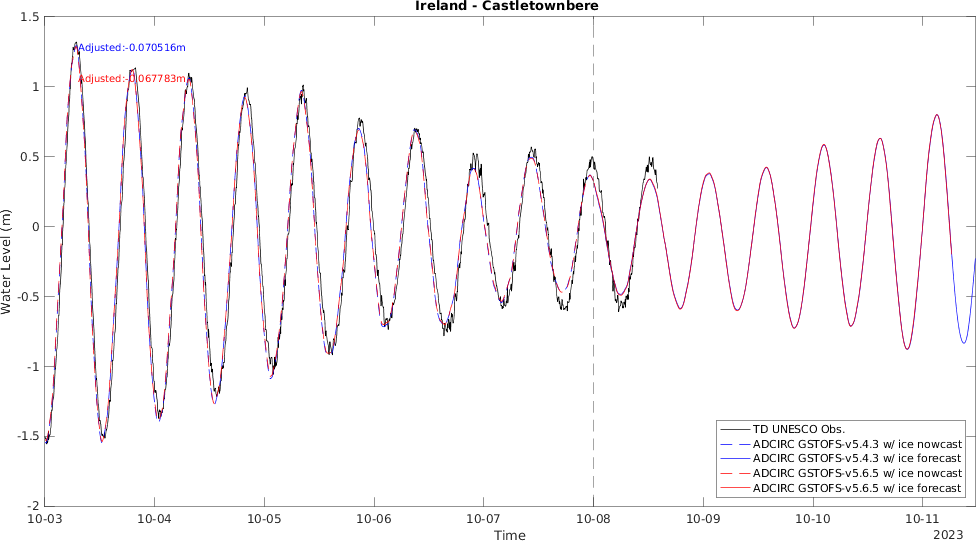 Ireland - Castletownbere
1.5
Adjusted:-0.070516m
Adjusted:-0.067783m
1
0.5
0
-0.5
-1
-1.5
-2
Water Level (m)
TD UNESCO Obs.
ADCIRC GSTOFS-v5.4.3 w/ ice nowcast
ADCIRC GSTOFS-v5.4.3 w/ ice forecast
ADCIRC GSTOFS-v5.6.5 w/ ice nowcast
ADCIRC GSTOFS-v5.6.5 w/ ice forecast
10-03 10-04 10-05 10-06 10-07 10-08 10-09 10-10 10-11
Time
2023